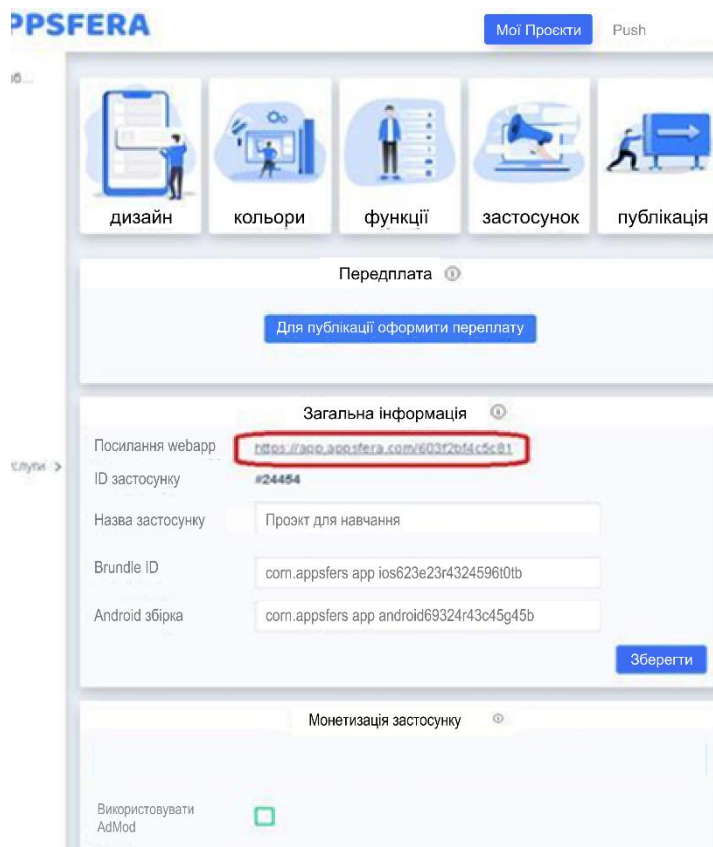 PPSFERA
Мої Проєкти
Push
дизайн
кольори
функції
застосунок
публікація
Передплата
Для публікації оформити переплату
Загальна інформація
Посилання webapp
https://app.appsfera.com/603f2bf4c5c81
ID застосунку
#24454
Назва застосунку
Проэкт для навчання
Brundle ID
corn.appsfers app ios623e23r4324596t0tb
Android збірка
corn.appsfers app android69324r43c45g45b
Зберегти
Монетизація застосунку
Використовувати
AdMod